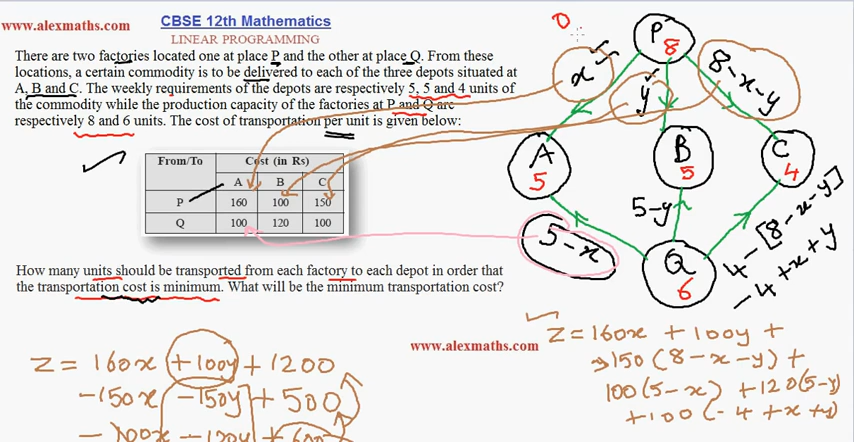 www.alexmaths.com
CBSE 12th Mathematics
LINEAR PROGRAMMING
There are two factories located one at place P and the other at place Q. From these
locations, a certain commodity is to be delivered to each of the three depots situated at
A, B and C. The weekly requirements of the depots are respectively 5, 5 and 4 units of
the commodity while the production capacity of the factories at P and Q are
respectively 8 and 6 units. The cost of transportation per unit is given below:
From/To Cost (in Rs)
A B C
P 160 100 150
Q 100 120 100
How many units should be transported from each factory to each depot in order that
the transportation cost is minimum. What will be the minimum transportation cost?
P
8
x
y
8-x-y
A
5
B
5
C
4
5-x
5-y
4-[8-x-y]
-4+x+y
Q
6
www.alexmaths.com
Z=160x+100y+
150(8-x-y)+
100(5-x)+120(5-y)
+100(-4+x+y)
Z=160x+100y+1200
-150x-150y+500
-100x-120y+600